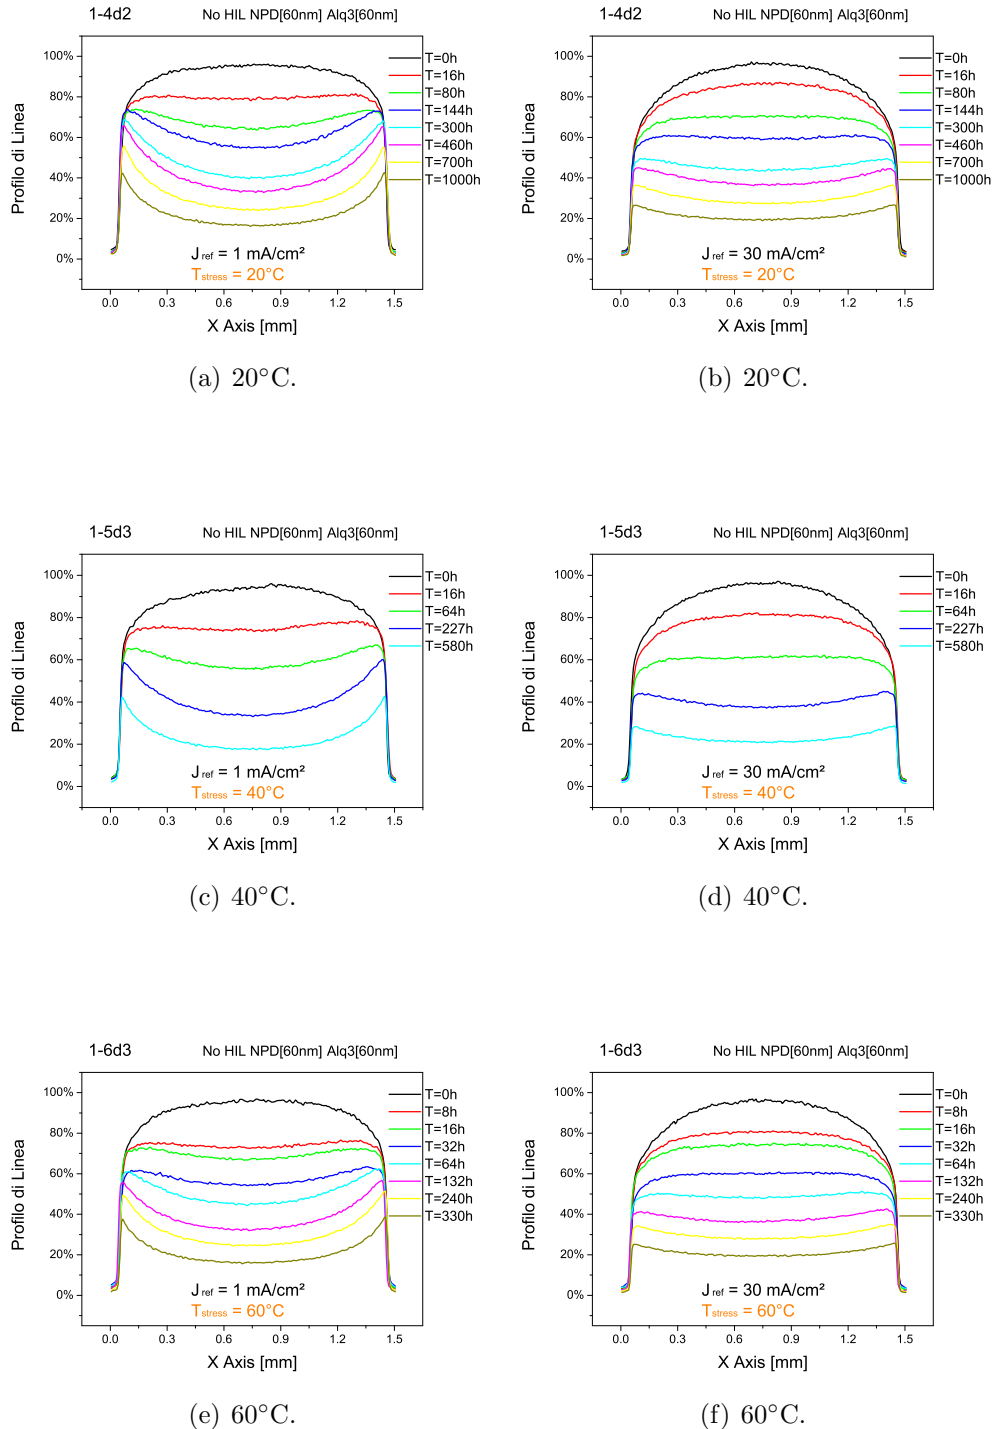 1-4d2 No HIL NPD[60nm] Alq3[60nm]
100%
80%
60%
40%
20%
0%
Profilo di Linea
T=0h
T=16h
T=80h
T=144h
T=300h
T=460h
T=700h
T=1000h
Jref = 1 mA/cm²
Tstress = 20°C
0.0 0.3 0.6 0.9 1.2 1.5
X Axis [mm]
(a) 20°C.
1-4d2 No HIL NPD[60nm] Alq3[60nm]
100%
80%
60%
40%
20%
0%
Profilo di Linea
T=0h
T=16h
T=80h
T=144h
T=300h
T=460h
T=700h
T=1000h
Jref = 30 mA/cm²
Tstress = 20°C
0.0 0.3 0.6 0.9 1.2 1.5
X Axis [mm]
(b) 20°C.
1-5d3 No HIL NPD[60nm] Alq3[60nm]
100%
80%
60%
40%
20%
0%
Profilo di Linea
T=0h
T=16h
T=64h
T=227h
T=580h
Jref = 1 mA/cm²
Tstress = 40°C
0.0 0.3 0.6 0.9 1.2 1.5
X Axis [mm]
(c) 40°C.
1-5d3 No HIL NPD[60nm] Alq3[60nm]
100%
80%
60%
40%
20%
0%
Profilo di Linea
T=0h
T=16h
T=64h
T=227h
T=580h
Jref = 30 mA/cm²
Tstress = 40°C
0.0 0.3 0.6 0.9 1.2 1.5
X Axis [mm]
(d) 40°C.
1-6d3 No HIL NPD[60nm] Alq3[60nm]
100%
80%
60%
40%
20%
0%
Profilo di Linea
T=0h
T=8h
T=16h
T=32h
T=64h
T=132h
T=240h
T=330h
Jref = 1 mA/cm²
Tstress = 60°C
0.0 0.3 0.6 0.9 1.2 1.5
X Axis [mm]
(e) 60°C.
1-6d3 No HIL NPD[60nm] Alq3[60nm]
100%
80%
60%
40%
20%
0%
Profilo di Linea
T=0h
T=8h
T=16h
T=32h
T=64h
T=132h
T=240h
T=330h
Jref = 30 mA/cm²
Tstress = 60°C
0.0 0.3 0.6 0.9 1.2 1.5
X Axis [mm]
(f) 60°C.